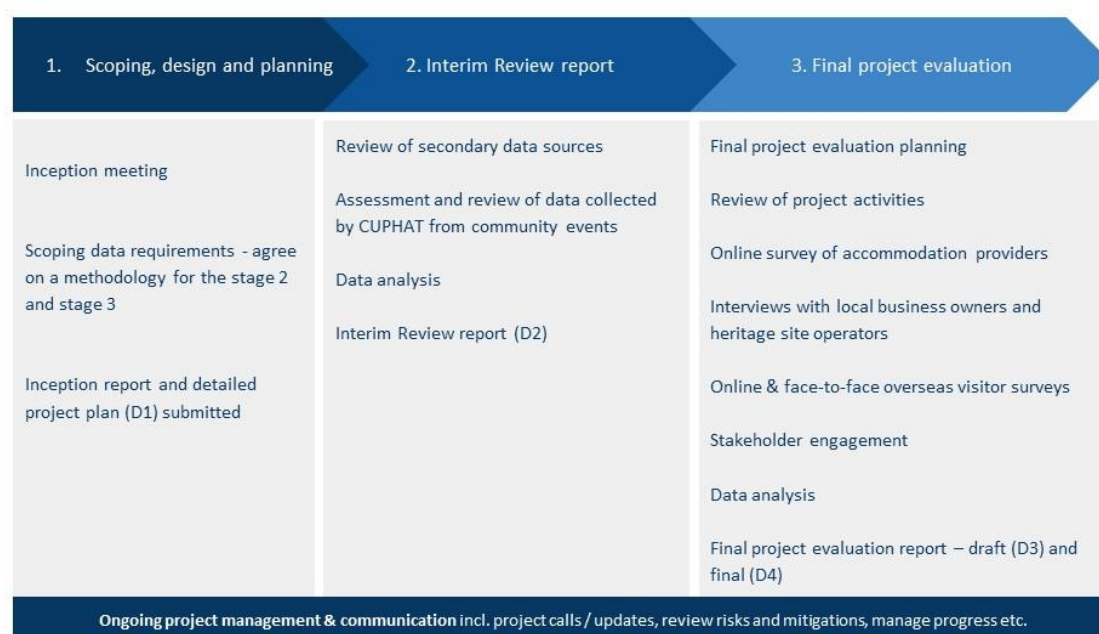 1. Scoping, design and planning
2. Interim Review report
3. Final project evaluation
Inception meeting
Scoping data requirements - agree
on a methodology for the stage 2
and stage 3
Inception report and detailed
project plan (D1) submitted
Review of secondary data sources
Assessment and review of data collected
by CUPHAT from community events
Data analysis
Interim Review report (D2)
Final project evaluation planning
Review of project activities
Online survey of accommodation providers
Interviews with local business owners and
heritage site operators
Online & face-to-face overseas visitor surveys
Stakeholder engagement
Data analysis
Final project evaluation report – draft (D3) and
final (D4)
Ongoing project management & communication incl. project calls / updates, review risks and mitigations, manage progress etc.